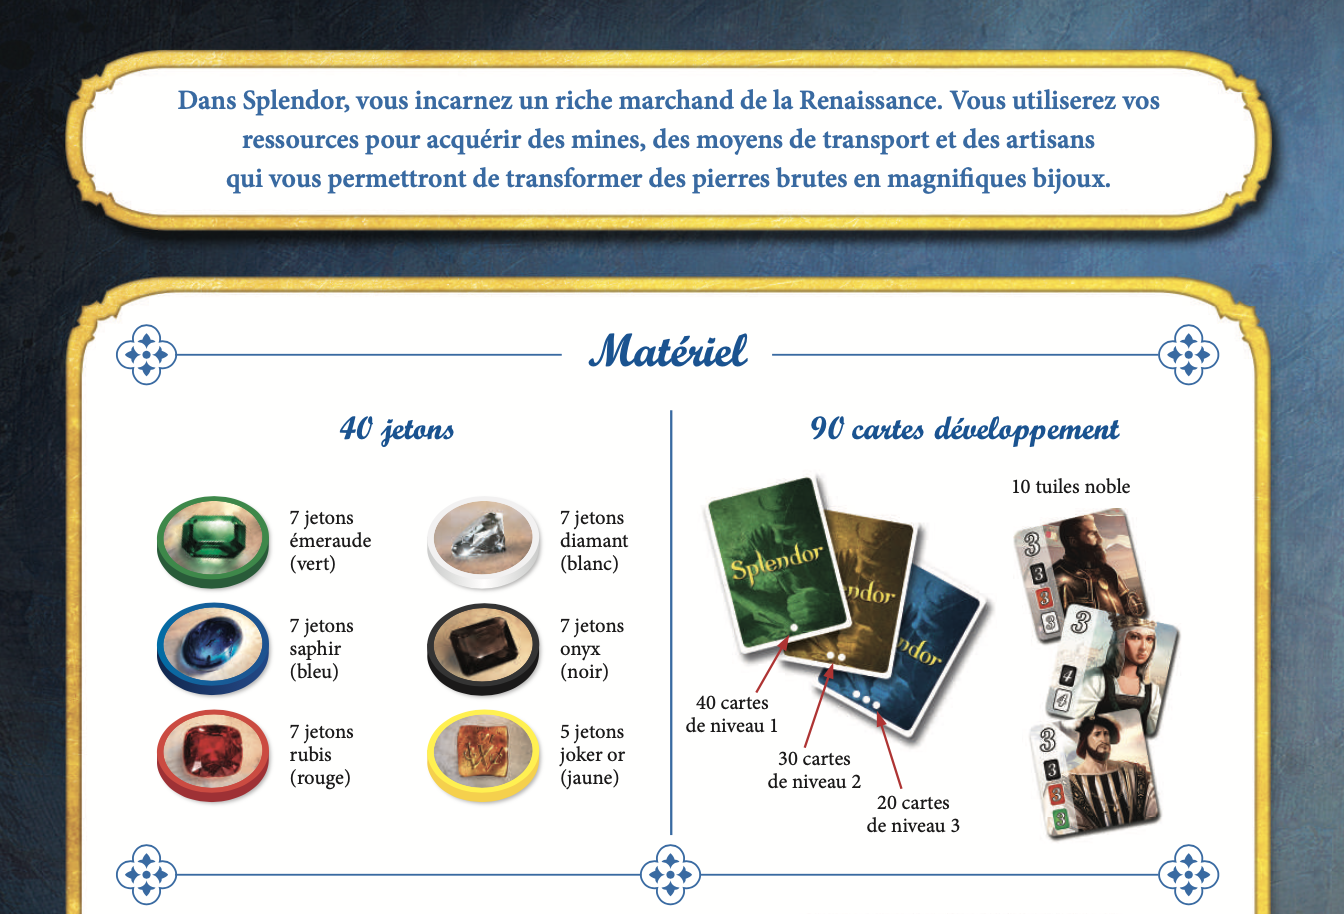 Dans Splendor, vous incarnez un riche marchand de la Renaissance. Vous utiliserez vos
ressources pour acquérir des mines, des moyens de transport et des artisans
qui vous permettront de transformer des pierres brutes en magnifiques bijoux.
Matériel
40 jetons
7 jetons
émeraude
(vert)
7 jetons
diamant
(blanc)
7 jetons
saphir
(bleu)
7 jetons
onyx
(noir)
7 jetons
rubis
(rouge)
5 jetons
joker or
(jaune)
90 cartes développement
Splendor
ndor
ndor
40 cartes
de niveau 1
30 cartes
de niveau 2
20 cartes
de niveau 3
10 tuiles noble
3
3
3
3
3
4
4
3
3
3
3